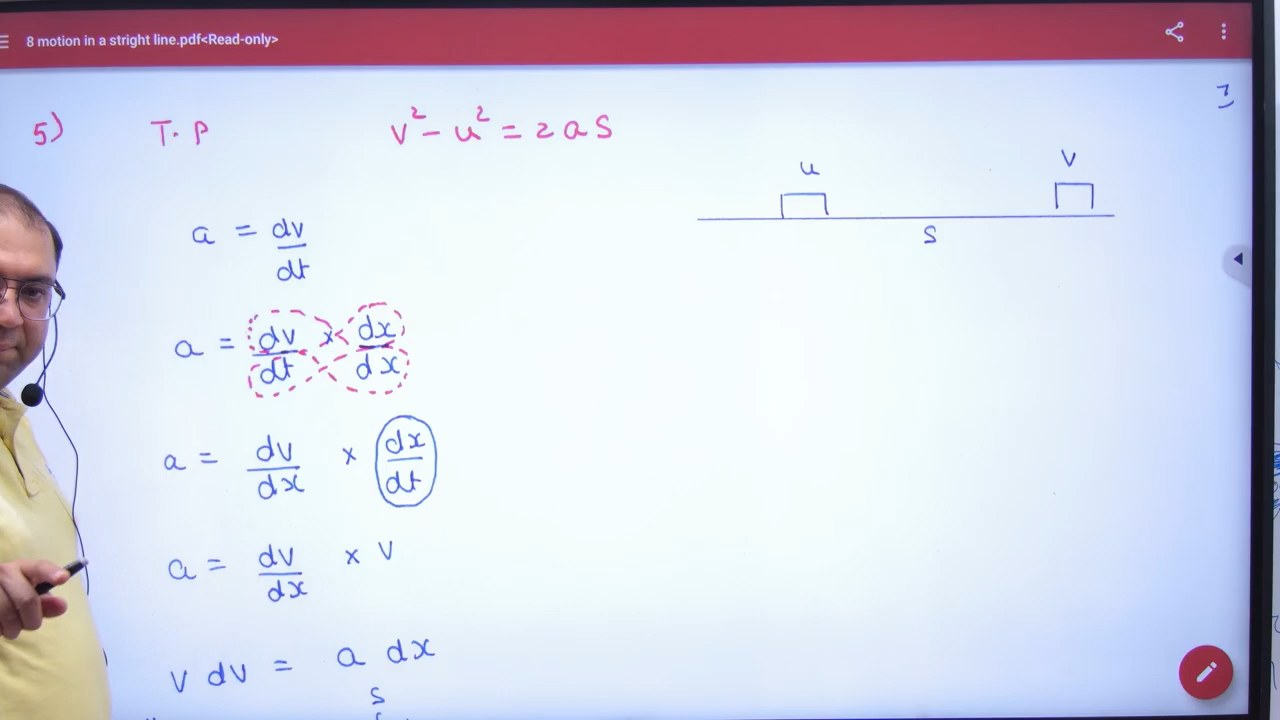 8 motion in a stright line.pdf<Read-only>
5) T.P v² - u² = 2as
u v
s
a = dv/dt
a = dv/dt × dx/dx
a = dv/dx × dx/dt
a = dv/dx × v
v dv = a dx
s